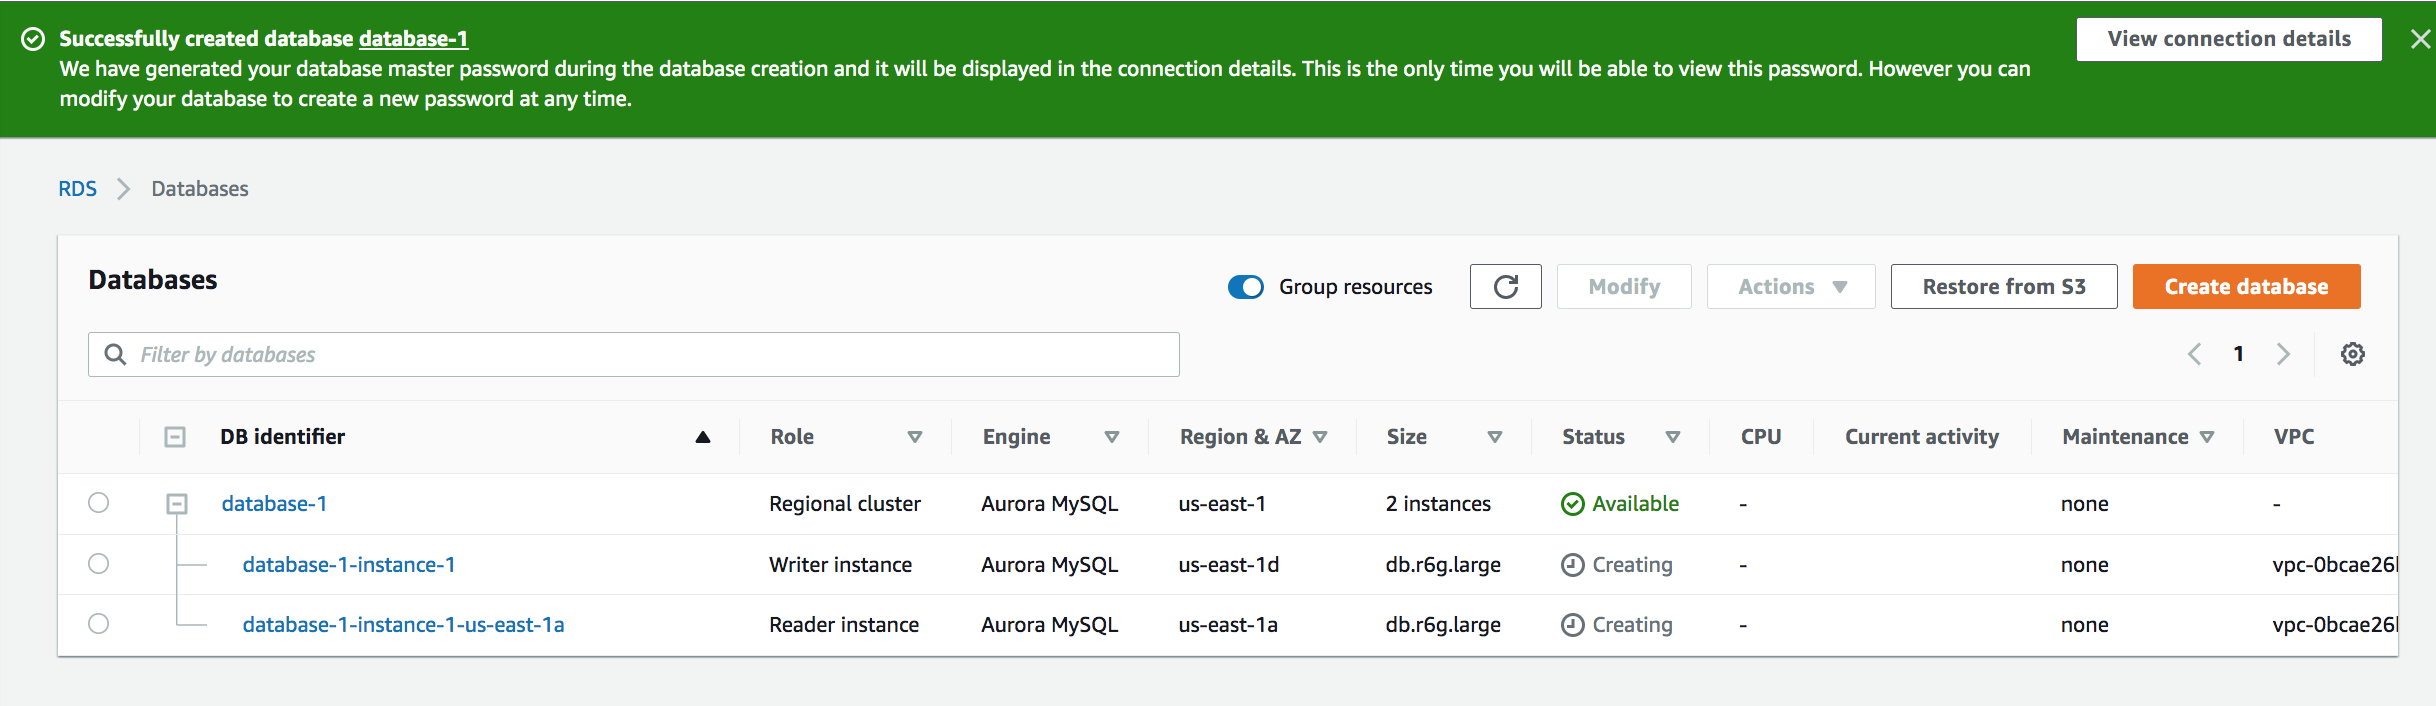 Successfully created database database-1
View connection details
We have generated your database master password during the database creation and it will be displayed in the connection details. This is the only time you will be able to view this password. However you can
modify your database to create a new password at any time.
RDS > Databases
Databases
Group resources
Modify
Actions
Restore from S3
Create database
Filter by databases
1
DB identifier Role Engine Region & AZ Size Status CPU Current activity Maintenance VPC
database-1 Regional cluster Aurora MySQL us-east-1 2 instances Available - none -
database-1-instance-1 Writer instance Aurora MySQL us-east-1d db.r6g.large Creating - none vpc-0bcae26
database-1-instance-1-us-east-1a Reader instance Aurora MySQL us-east-1a db.r6g.large Creating - none vpc-0bcae26